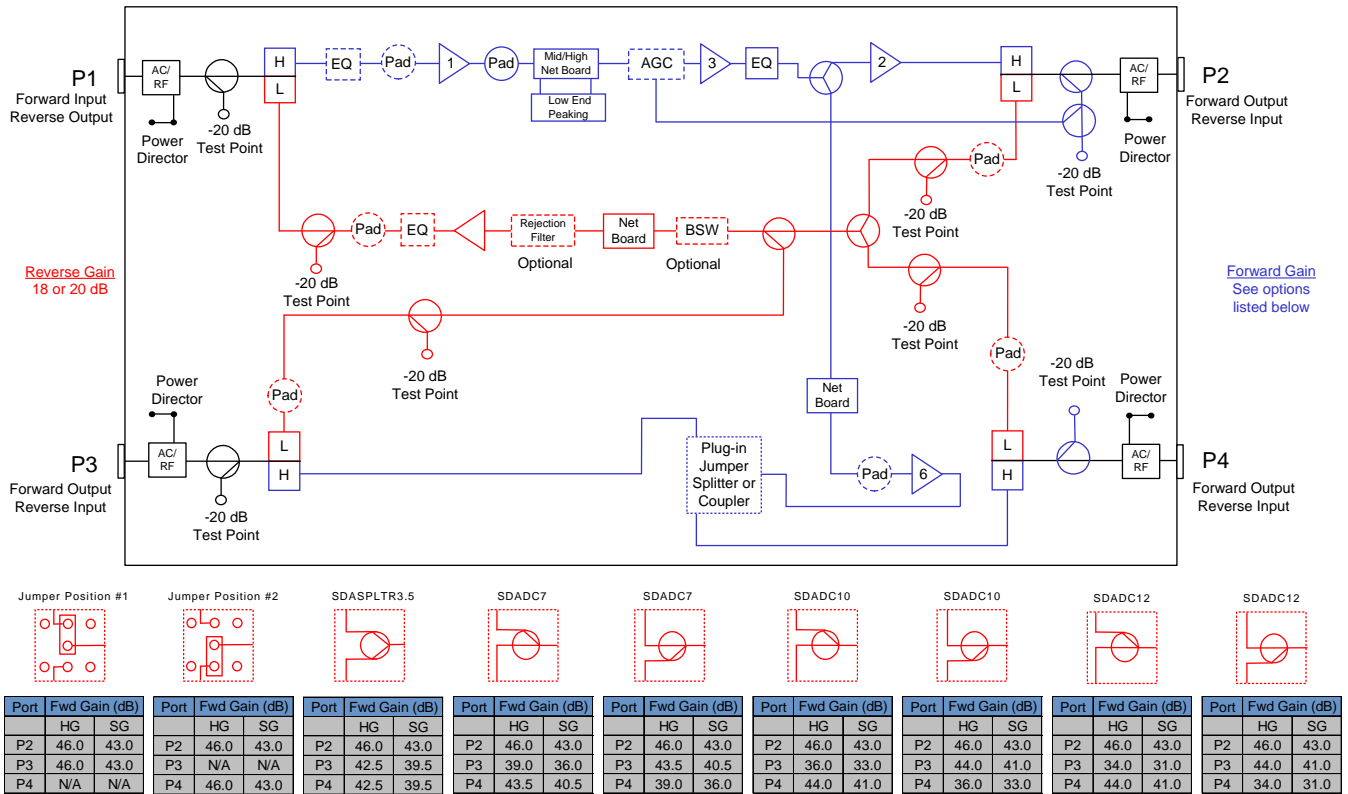 P1
Forward Input
Reverse Output
AC/
RF
Power
Director
-20 dB
Test Point
H
L
EQ
Pad
1
Pad
Mid/High
Net Board
Low End
Peaking
AGC
3
EQ
2
H
L
-20 dB
Test Point
AC/
RF
Power
Director
P2
Forward Output
Reverse Input
Pad
-20 dB
Test Point
-20 dB
Test Point
Pad
EQ
Rejection
Filter
Optional
Net
Board
BSW
Optional
-20 dB
Test Point
Reverse Gain
18 or 20 dB
Forward Gain
See options
listed below
-20 dB
Test Point
Pad
Pad
Power
Director
P3
Forward Output
Reverse Input
AC/
RF
-20 dB
Test Point
L
H
Plug-in
Jumper
Splitter or
Coupler
Net
Board
Pad
6
L
H
-20 dB
Test Point
Power
Director
AC/
RF
P4
Forward Output
Reverse Input
Jumper Position #1
Port Fwd Gain (dB)
HG SG
P2 46.0 43.0
P3 46.0 43.0
P4 N/A N/A
Jumper Position #2
Port Fwd Gain (dB)
HG SG
P2 46.0 43.0
P3 N/A N/A
P4 46.0 43.0
SDASPLTR3.5
Port Fwd Gain (dB)
HG SG
P2 46.0 43.0
P3 42.5 39.5
P4 42.5 39.5
SDADC7
Port Fwd Gain (dB)
HG SG
P2 46.0 43.0
P3 39.0 36.0
P4 43.5 40.5
SDADC7
Port Fwd Gain (dB)
HG SG
P2 46.0 43.0
P3 43.5 40.5
P4 39.0 36.0
SDADC10
Port Fwd Gain (dB)
HG SG
P2 46.0 43.0
P3 36.0 33.0
P4 44.0 41.0
SDADC10
Port Fwd Gain (dB)
HG SG
P2 46.0 43.0
P3 44.0 41.0
P4 36.0 33.0
SDADC12
Port Fwd Gain (dB)
HG SG
P2 46.0 43.0
P3 34.0 31.0
P4 44.0 41.0
SDADC12
Port Fwd Gain (dB)
HG SG
P2 46.0 43.0
P3 44.0 41.0
P4 34.0 31.0